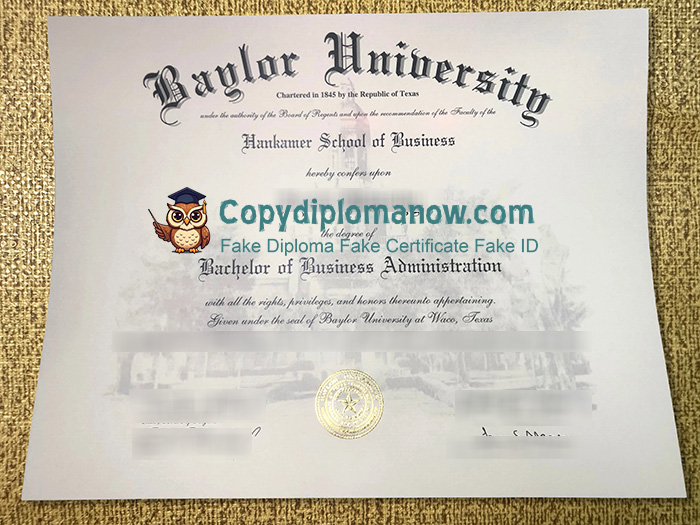 Baylor University
Chartered in 1845 by the Republic of Texas
under the authority of the Board of Regents and upon the recommendation of the Faculty of the
Hankamer School of Business
hereby confers upon
Copydiplomanow.com
Fake Diploma Fake Certificate Fake ID
the degree of
Bachelor of Business Administration
with all the rights, privileges, and honors thereunto appertaining.
Given under the seal of Baylor University at Waco, Texas